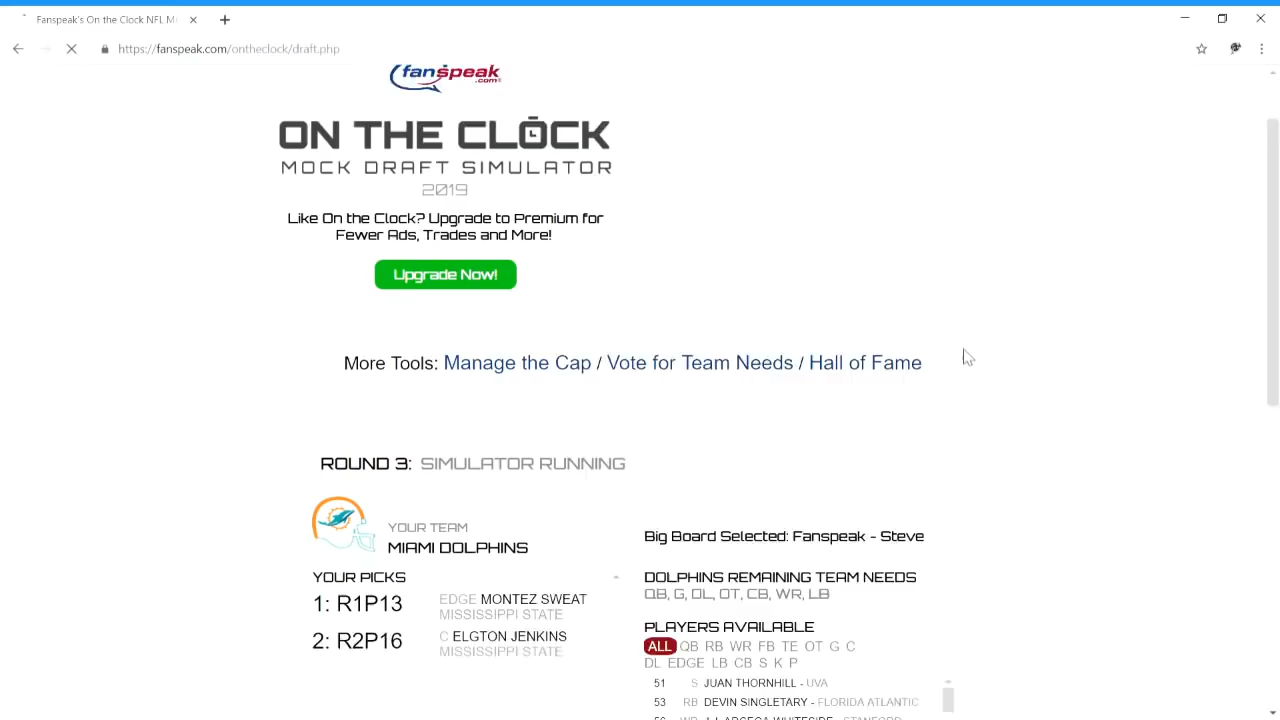 Fanspeak's On the Clock NFL M
https://fanspeak.com/ontheclock/draft.php
fanspeak
.com
ON THE CLOCK
MOCK DRAFT SIMULATOR
2019
Like On the Clock? Upgrade to Premium for
Fewer Ads, Trades and More!
Upgrade Now!
More Tools: Manage the Cap / Vote for Team Needs / Hall of Fame
ROUND 3: SIMULATOR RUNNING
YOUR TEAM
MIAMI DOLPHINS
YOUR PICKS
1: R1P13
EDGE MONTEZ SWEAT
MISSISSIPPI STATE
2: R2P16
C ELGTON JENKINS
MISSISSIPPI STATE
Big Board Selected: Fanspeak - Steve
DOLPHINS REMAINING TEAM NEEDS
QB, G, DL, OT, CB, WR, LB
PLAYERS AVAILABLE
ALL QB RB WR FB TE OT G C
DL EDGE LB CB S K P
51 S JUAN THORNHILL - UVA
53 RB DEVIN SINGLETARY - FLORIDA ATLANTIC